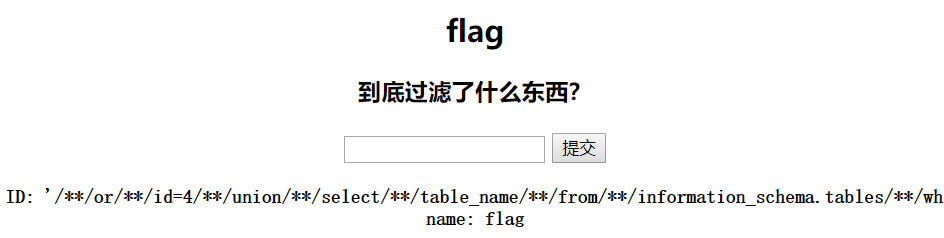 flag
到底过滤了什么东西?
提交
ID: '/**/or/**/id=4/**/union/**/select/**/table_name/**/from/**/information_schema.tables/**/wh
name: flag